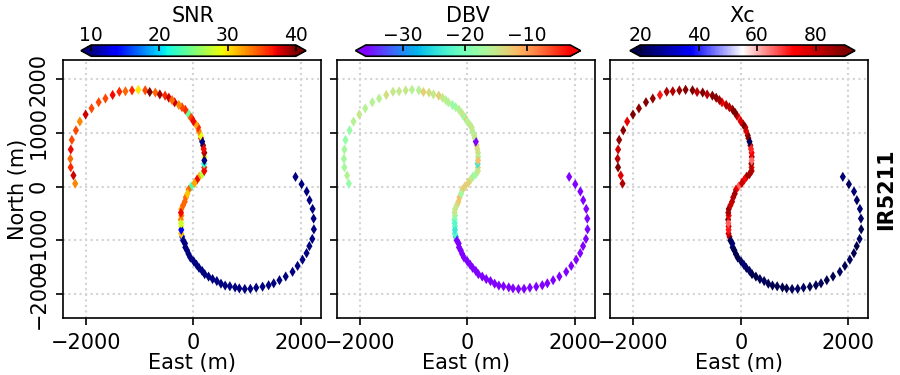 SNR DBV Xc
10 20 30 40 −30 −20 −10 20 40 60 80
2000
1000
0
−1000
−2000
North (m)
IR5211
−2000 0 2000 −2000 0 2000 −2000 0 2000
East (m) East (m) East (m)